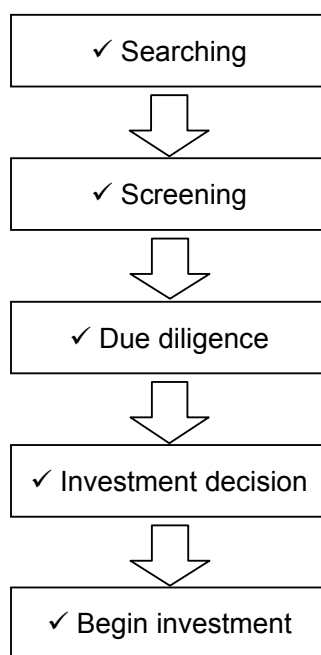 ✓ Searching
✓ Screening
✓ Due diligence
✓ Investment decision
✓ Begin investment